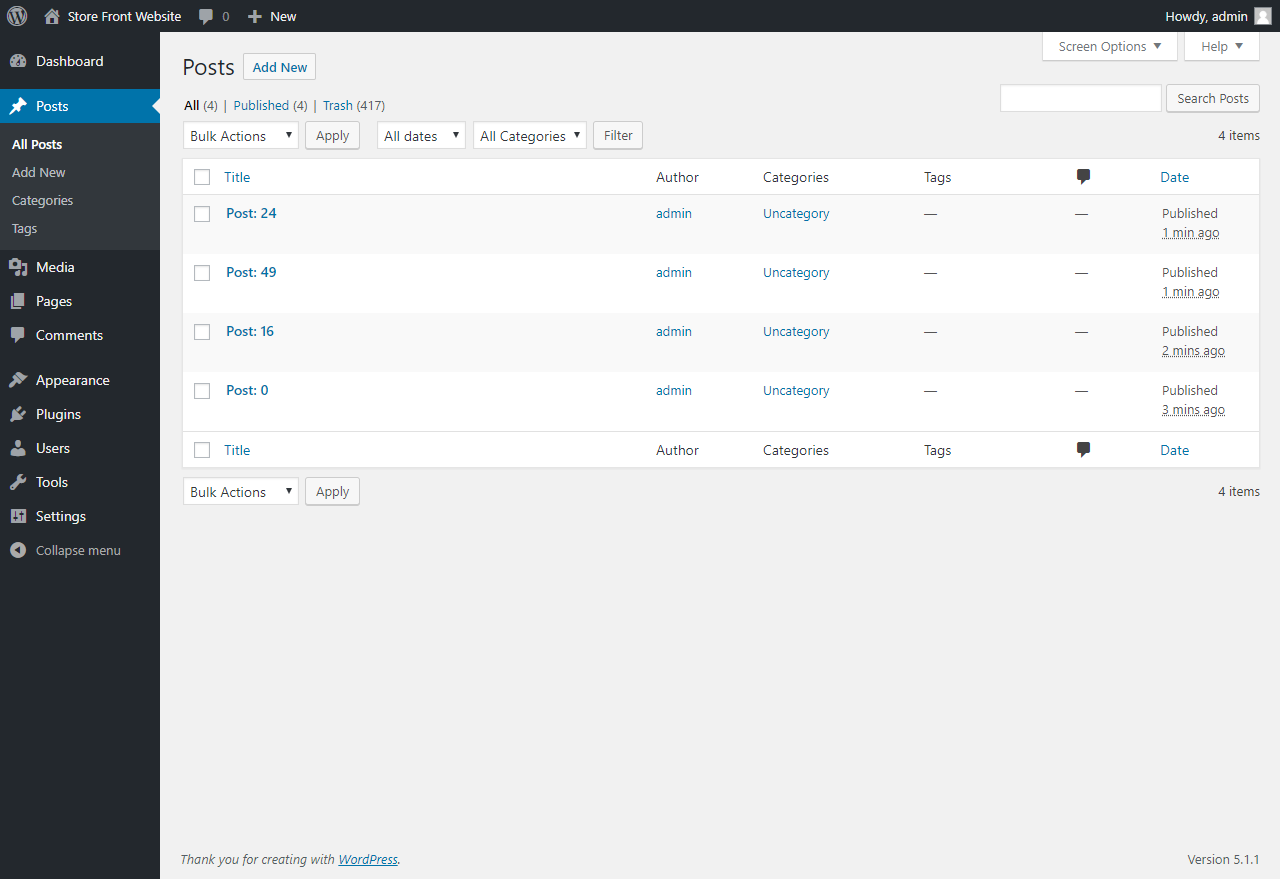 Store Front Website 0 New Howdy, admin
Screen Options Help
Dashboard
Posts
All Posts
Add New
Categories
Tags
Media
Pages
Comments
Appearance
Plugins
Users
Tools
Settings
Collapse menu
Posts Add New
All (4) | Published (4) | Trash (417) Search Posts
Bulk Actions Apply All dates All Categories Filter 4 items
Title Author Categories Tags Date
Post: 24 admin Uncategory — — Published
1 min ago
Post: 49 admin Uncategory — — Published
1 min ago
Post: 16 admin Uncategory — — Published
2 mins ago
Post: 0 admin Uncategory — — Published
3 mins ago
Title Author Categories Tags Date
Bulk Actions Apply 4 items
Thank you for creating with WordPress. Version 5.1.1